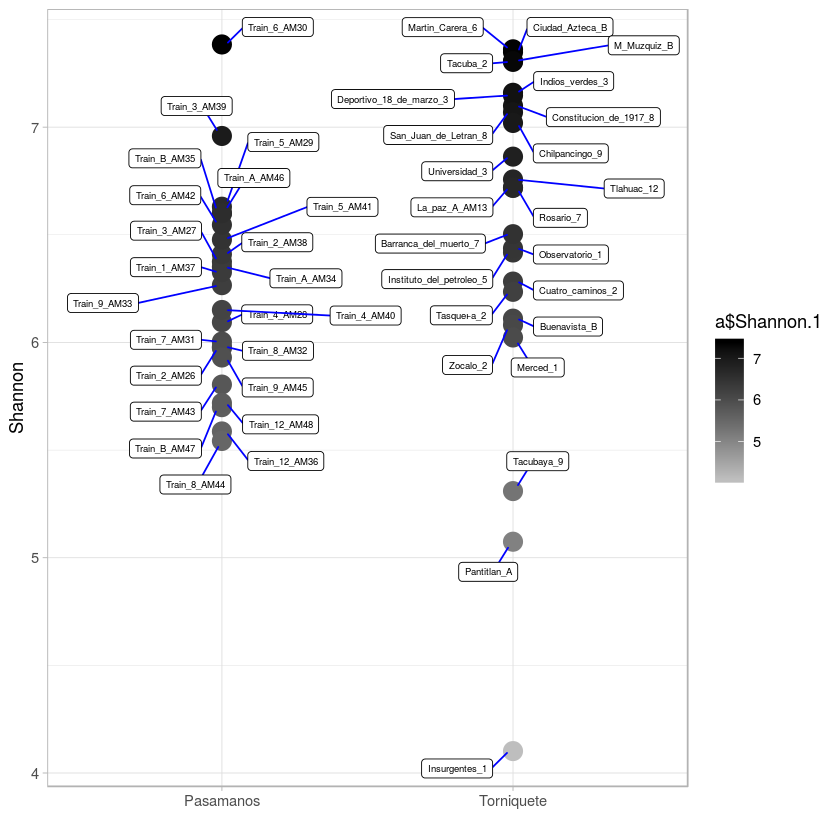 Train_6_AM30
Martin_Carera_6
Ciudad_Azteca_B
M_Muzquiz_B
Tacuba_2
Indios_verdes_3
Deportivo_18_de_marzo_3
Train_3_AM39
Constitucion_de_1917_8
7
San_Juan_de_Letran_8
Train_5_AM29
Chilpancingo_9
Train_B_AM35
Universidad_3
Train_A_AM46
Tlahuac_12
Train_6_AM42
Train_5_AM41
La_paz_A_AM13
Rosario_7
Train_3_AM27
Train_2_AM38
Barranca_del_muerto_7
Observatorio_1
Train_1_AM37
Train_A_AM34
Instituto_del_petroleo_5
Cuatro_caminos_2
Train_9_AM33
Train_4_AM28
Train_4_AM40
Tasquera_2
Buenavista_B
a$Shannon.1
7
6
5
Train_7_AM31
6
Train_8_AM32
Zocalo_2
Merced_1
Train_2_AM26
Train_9_AM45
Shannon
Train_7_AM43
Train_12_AM48
Train_B_AM47
Train_12_AM36
Tacubaya_9
Train_8_AM44
5
Pantitlan_A
4
Insurgentes_1
Pasamanos
Torniquete